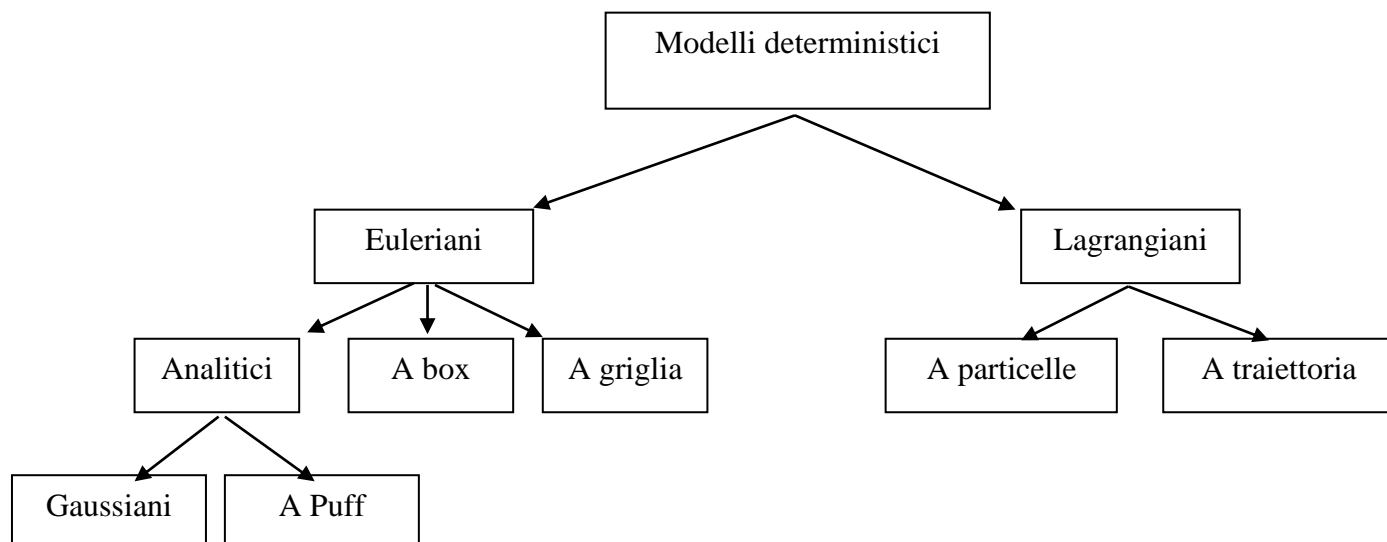 Modelli deterministici
Euleriani
Lagrangiani
Analitici
A box
A griglia
A particelle
A traiettoria
Gaussiani
A Puff